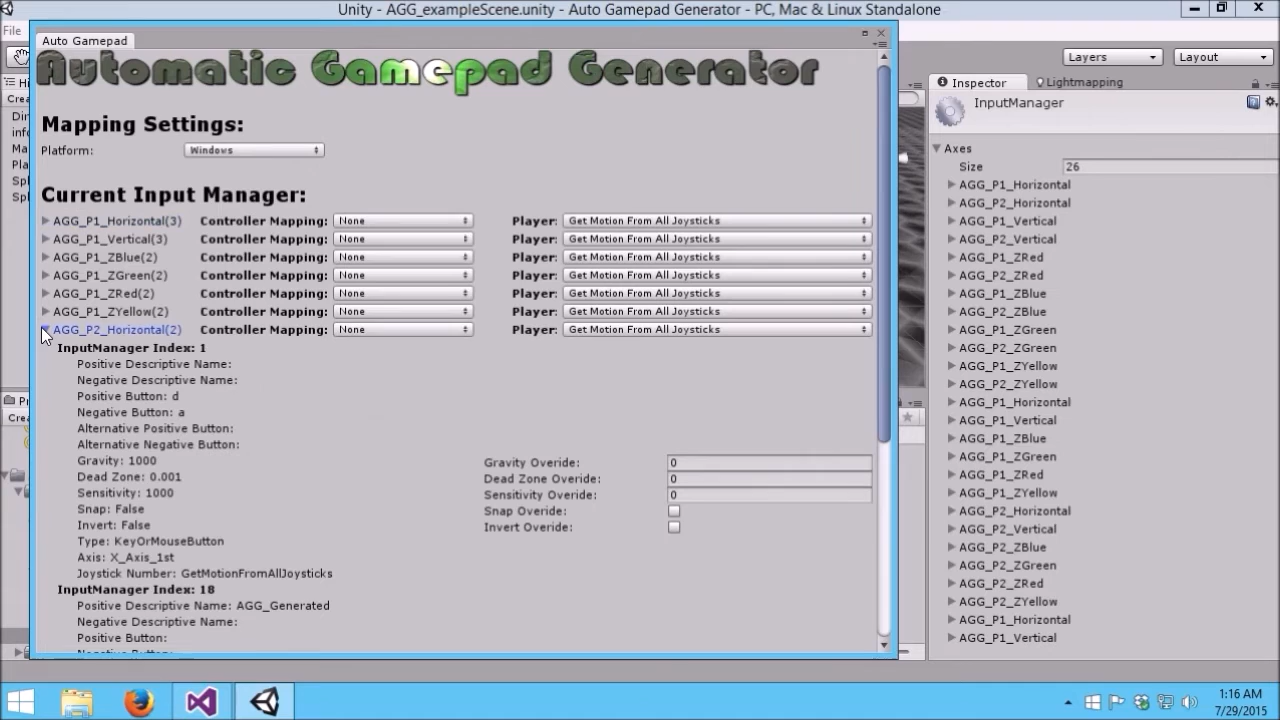 Unity - AGG_exampleScene.unity - Auto Gamepad Generator - PC, Mac & Linux Standalone
File
Auto Gamepad
Automatic Gamepad Generator
Layers
Layout
Inspector
Lightmapping
InputManager
Mapping Settings:
Platform: Windows
Current Input Manager:
AGG_P1_Horizontal(3) Controller Mapping: None Player: Get Motion From All Joysticks
AGG_P1_Vertical(3) Controller Mapping: None Player: Get Motion From All Joysticks
AGG_P1_ZBlue(2) Controller Mapping: None Player: Get Motion From All Joysticks
AGG_P1_ZGreen(2) Controller Mapping: None Player: Get Motion From All Joysticks
AGG_P1_ZRed(2) Controller Mapping: None Player: Get Motion From All Joysticks
AGG_P1_ZYellow(2) Controller Mapping: None Player: Get Motion From All Joysticks
AGG_P2_Horizontal(2) Controller Mapping: None Player: Get Motion From All Joysticks
InputManager Index: 1
Positive Descriptive Name:
Negative Descriptive Name:
Positive Button: d
Negative Button: a
Alternative Positive Button:
Alternative Negative Button:
Gravity: 1000
Gravity Overide: 0
Dead Zone: 0.001
Dead Zone Overide: 0
Sensitivity: 1000
Sensitivity Overide: 0
Snap: False
Snap Overide:
Invert: False
Invert Overide:
Type: KeyOrMouseButton
Axis: X_Axis_1st
Joystick Number: GetMotionFromAllJoysticks
InputManager Index: 18
Positive Descriptive Name: AGG_Generated
Negative Descriptive Name:
Positive Button:
Axes
Size 26
AGG_P1_Horizontal
AGG_P2_Horizontal
AGG_P1_Vertical
AGG_P2_Vertical
AGG_P1_ZRed
AGG_P2_ZRed
AGG_P1_ZBlue
AGG_P2_ZBlue
AGG_P1_ZGreen
AGG_P2_ZGreen
AGG_P1_ZYellow
AGG_P2_ZYellow
AGG_P1_Horizontal
AGG_P1_Vertical
AGG_P1_ZBlue
AGG_P1_ZGreen
AGG_P1_ZRed
AGG_P1_ZYellow
AGG_P2_Horizontal
AGG_P2_Vertical
AGG_P2_ZBlue
AGG_P2_ZGreen
AGG_P2_ZRed
AGG_P2_ZYellow
AGG_P1_Horizontal
AGG_P1_Vertical
1:16 AM
7/29/2015